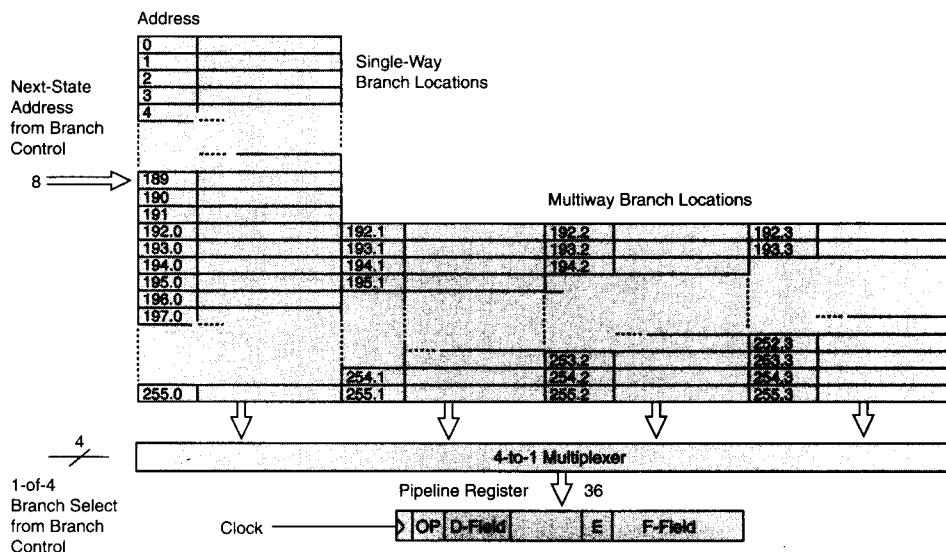 Address
0
1
2
3
4
Single-Way
Branch Locations
Next-State
Address
from Branch
Control
8
189
190
191
Multiway Branch Locations
192.0 192.1 192.2 192.3
193.0 193.1 193.2 193.3
194.0 194.1 194.2
195.0 195.1
196.0
197.0
252.3
253.2 253.3
254.1 254.2 254.3
255.0 255.1 255.2 255.3
4
4-to-1 Multiplexer
1-of-4
Branch Select
from Branch
Control
Pipeline Register 36
Clock
OP D-Field E F-Field